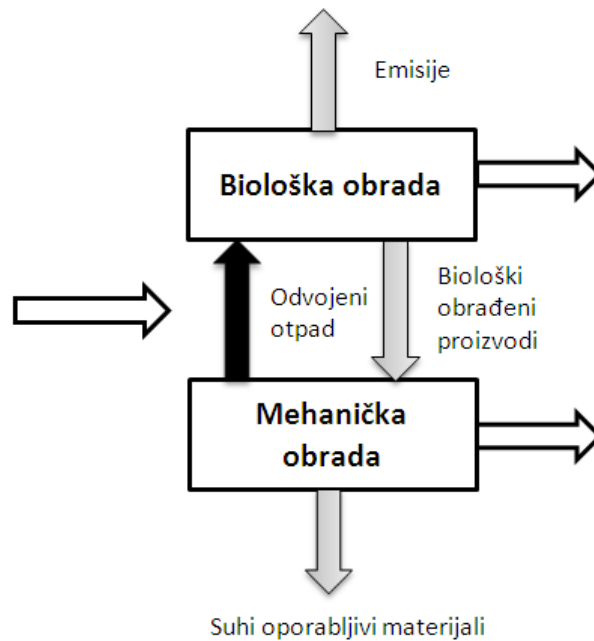 Emisije
Biološka obrada
Odvojeni
otpad
Biološki
obrađeni
proizvodi
Mehanička
obrada
Suhi oporabljivi materijali